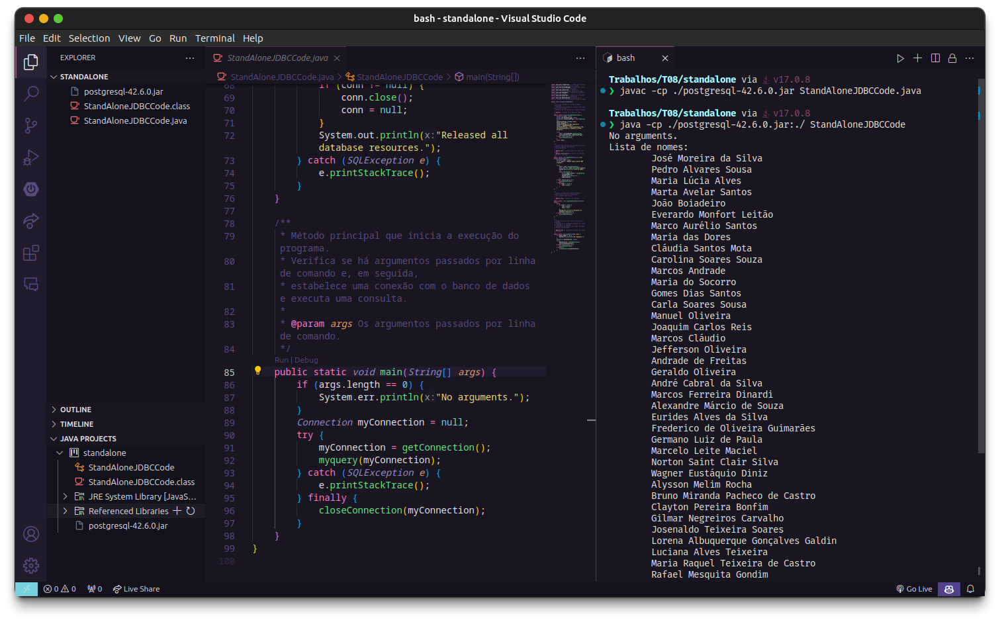 bash - standalone - Visual Studio Code
File Edit Selection View Go Run Terminal Help
EXPLORER
STANDALONE
postgresql-42.6.0.jar
StandAloneJDBCCode.class
StandAloneJDBCCode.java
OUTLINE
TIMELINE
JAVA PROJECTS
standalone
StandAloneJDBCCode
StandAloneJDBCCode.class
JRE System Library [JavaS...
Referenced Libraries
postgresql-42.6.0.jar
StandAloneJDBCCode.java
StandAloneJDBCCode.java > StandAloneJDBCCode > main(String[])
68 if (conn != null) {
69 conn.close();
70 conn = null;
71 }
72 System.out.println(x:"Released all
database resources.");
73 } catch (SQLException e) {
74 e.printStackTrace();
75 }
76 }
77
78 /**
79 * Método principal que inicia a execução do
programa.
80 * Verifica se há argumentos passados por linha
de comando e, em seguida,
81 * estabelece uma conexão com o banco de dados
e executa uma consulta.
82 *
83 * @param args Os argumentos passados por linha
de comando.
84 */
Run | Debug
85 public static void main(String[] args) {
86 if (args.length == 0) {
87 System.err.println(x:"No arguments.");
88 }
89 Connection myConnection = null;
90 try {
91 myConnection = getConnection();
92 myquery(myConnection);
93 } catch (SQLException e) {
94 e.printStackTrace();
95 } finally {
96 closeConnection(myConnection);
97 }
98 }
99 }
100
bash
Trabalhos/T08/standalone via v17.0.8
❯ javac -cp ./postgresql-42.6.0.jar StandAloneJDBCCode.java
Trabalhos/T08/standalone via v17.0.8
❯ java -cp ./postgresql-42.6.0.jar:./ StandAloneJDBCCode
No arguments.
Lista de nomes:
José Moreira da Silva
Pedro Alvares Sousa
Maria Lúcia Alves
Marta Avelar Santos
João Boiadeiro
Everardo Monfort Leitão
Marco Aurélio Santos
Maria das Dores
Cláudia Santos Mota
Carolina Soares Souza
Marcos Andrade
Maria do Socorro
Gomes Dias Santos
Carla Soares Sousa
Manuel Oliveira
Joaquim Carlos Reis
Marcos Cláudio
Jefferson Oliveira
Andrade de Freitas
Geraldo Oliveira
André Cabral da Silva
Marcos Ferreira Dinardi
Alexandre Márcio de Souza
Eurides Alves da Silva
Frederico de Oliveira Guimarães
Germano Luiz de Paula
Marcelo Leite Maciel
Norton Saint Clair Silva
Wagner Eustáquio Diniz
Alysson Melim Rocha
Bruno Miranda Pacheco de Castro
Clayton Pereira Bonfim
Gilmar Negreiros Carvalho
Josenaldo Teixeira Soares
Lorena Albuquerque Gonçalves Galdin
Luciana Alves Teixeira
Maria Raquel Teixeira de Castro
Rafael Mesquita Gondim
0 0 0 Live Share Go Live